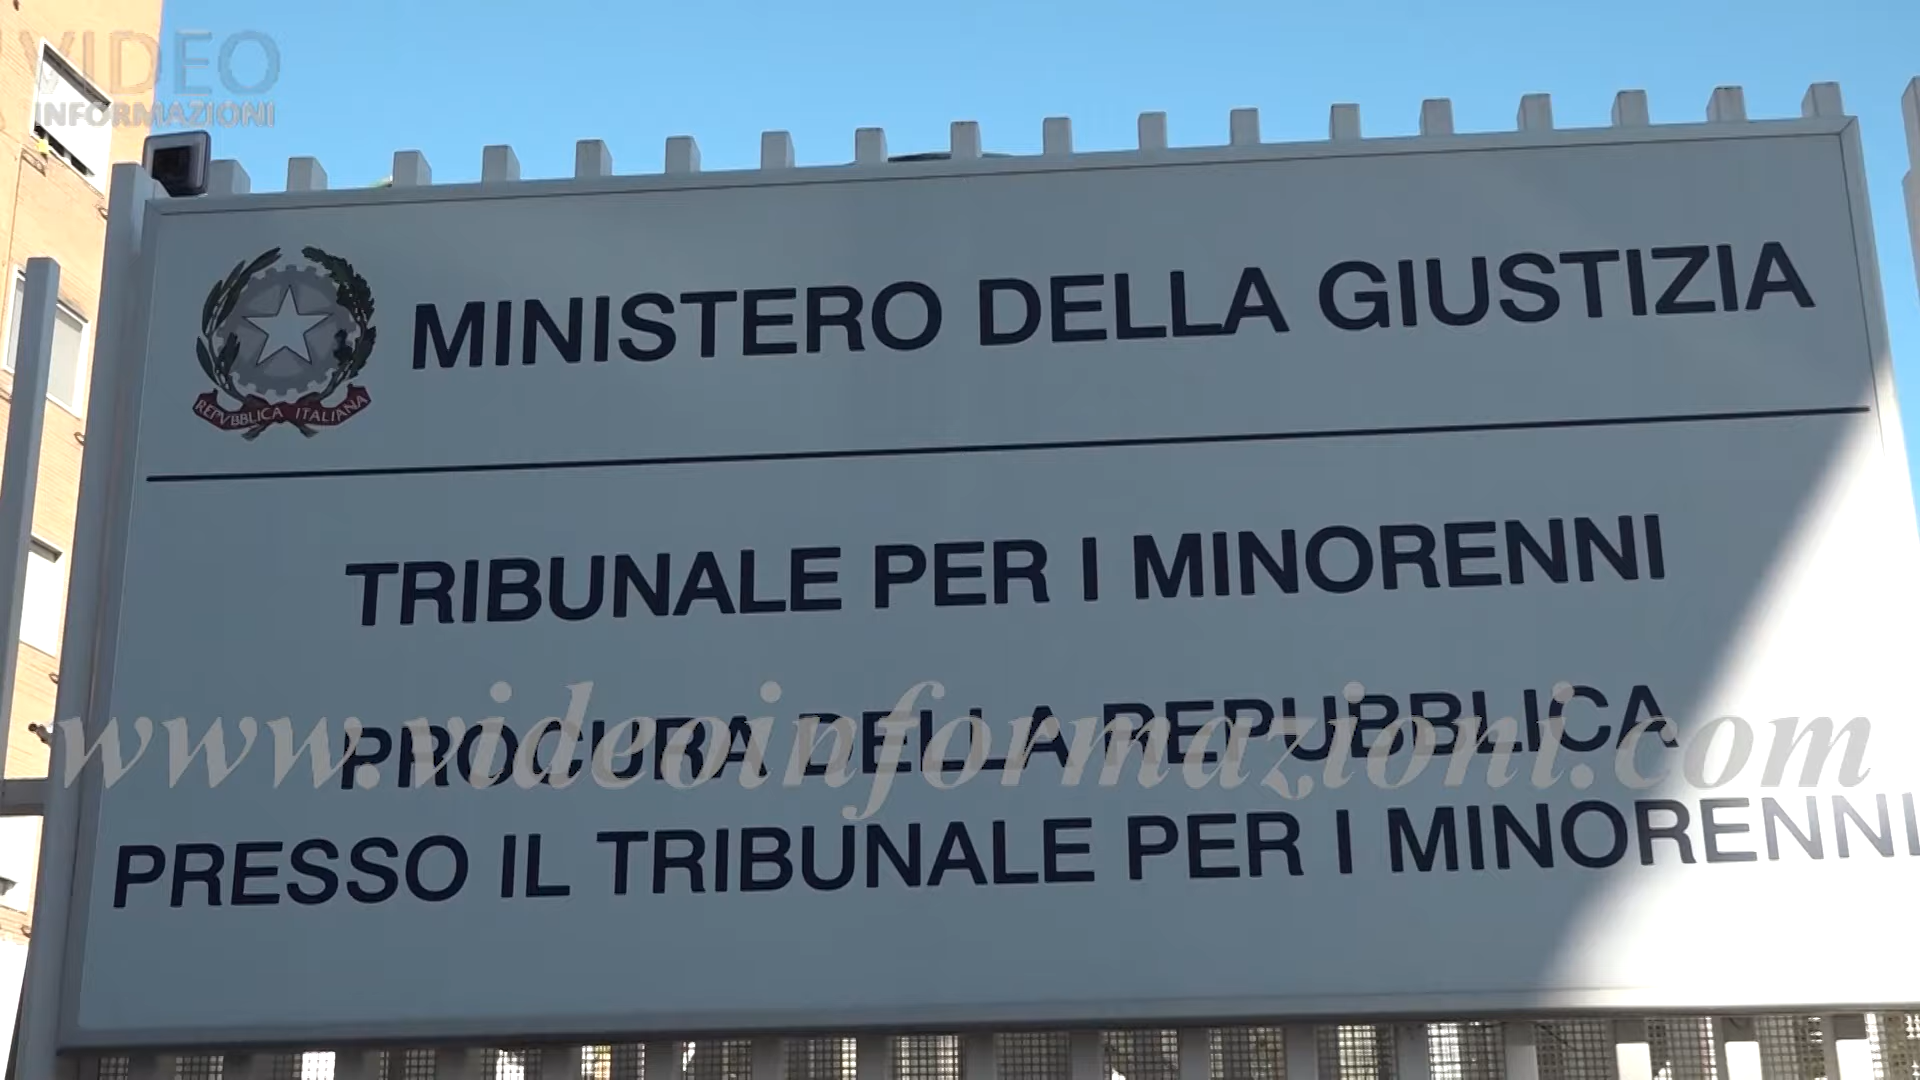 VIDEO
INFORMAZIONI
MINISTERO DELLA GIUSTIZIA
REPVBBLICA ITALIANA
TRIBUNALE PER I MINORENNI
PROCURA DELLA REPUBBLICA
www.videoinformazioni.com
PRESSO IL TRIBUNALE PER I MINORENNI